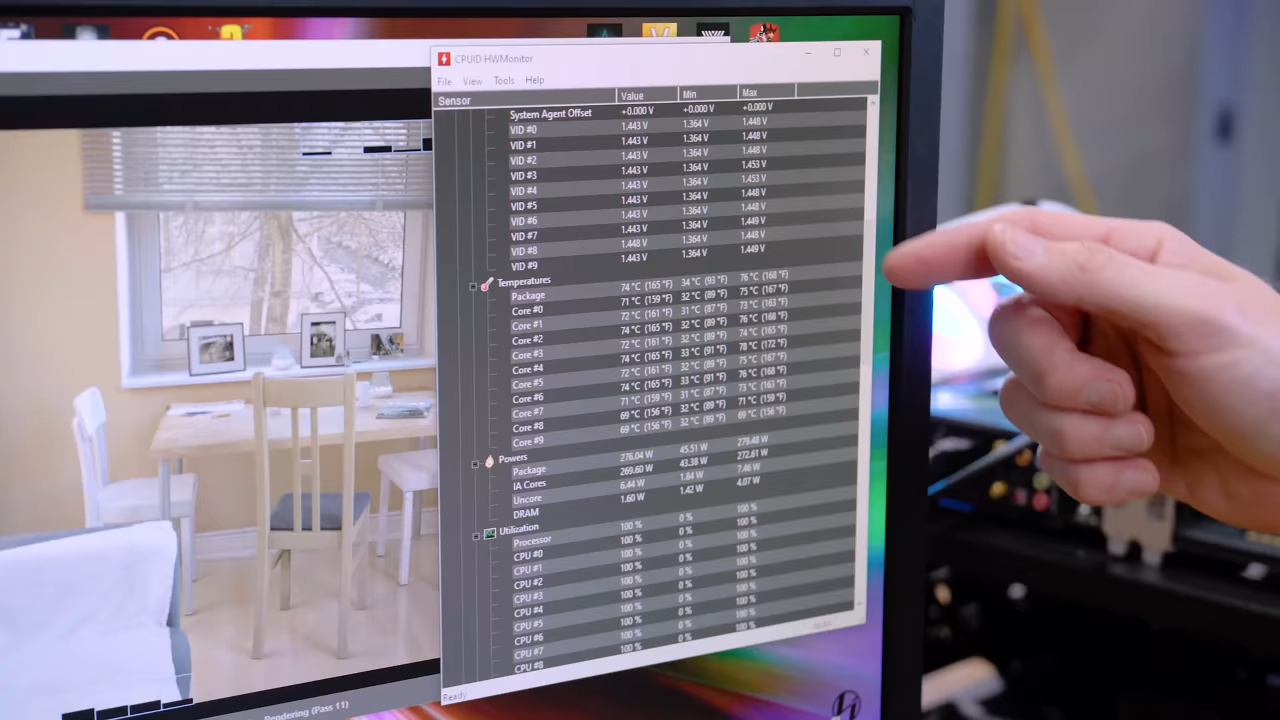 CPUID HWMonitor
File View Tools Help
Sensor Value Min Max
System Agent Offset +0.000 V +0.000 V +0.000 V
VID #0 1.443 V 1.364 V 1.448 V
VID #1 1.443 V 1.364 V 1.448 V
VID #2 1.443 V 1.364 V 1.448 V
VID #3 1.443 V 1.364 V 1.453 V
VID #4 1.443 V 1.364 V 1.453 V
VID #5 1.443 V 1.364 V 1.448 V
VID #6 1.443 V 1.364 V 1.448 V
VID #7 1.443 V 1.364 V 1.449 V
VID #8 1.448 V 1.364 V 1.448 V
VID #9 1.443 V 1.364 V 1.449 V
Temperatures
Package 74 °C (165 °F) 34 °C (93 °F) 76 °C (168 °F)
Core #0 71 °C (159 °F) 32 °C (89 °F) 75 °C (167 °F)
Core #1 72 °C (161 °F) 31 °C (87 °F) 73 °C (163 °F)
Core #2 74 °C (165 °F) 32 °C (89 °F) 76 °C (168 °F)
Core #3 72 °C (161 °F) 32 °C (89 °F) 74 °C (165 °F)
Core #4 74 °C (165 °F) 33 °C (91 °F) 78 °C (172 °F)
Core #5 72 °C (161 °F) 32 °C (89 °F) 75 °C (167 °F)
Core #6 74 °C (165 °F) 33 °C (91 °F) 76 °C (168 °F)
Core #7 71 °C (159 °F) 31 °C (87 °F) 73 °C (163 °F)
Core #8 69 °C (156 °F) 32 °C (89 °F) 71 °C (159 °F)
Core #9 69 °C (156 °F) 32 °C (89 °F) 69 °C (156 °F)
Powers
Package 276.04 W 45.51 W 279.48 W
IA Cores 269.60 W 43.38 W 272.61 W
Uncore 6.44 W 1.84 W 7.46 W
DRAM 1.60 W 1.42 W 4.07 W
Utilization
Processor 100 % 0 % 100 %
CPU #0 100 % 0 % 100 %
CPU #1 100 % 0 % 100 %
CPU #2 100 % 0 % 100 %
CPU #3 100 % 0 % 100 %
CPU #4 100 % 0 % 100 %
CPU #5 100 % 0 % 100 %
CPU #6 100 % 0 % 100 %
CPU #7 100 % 0 % 100 %
CPU #8 100 % 0 % 100 %
Ready
Rendering (Pass 11)